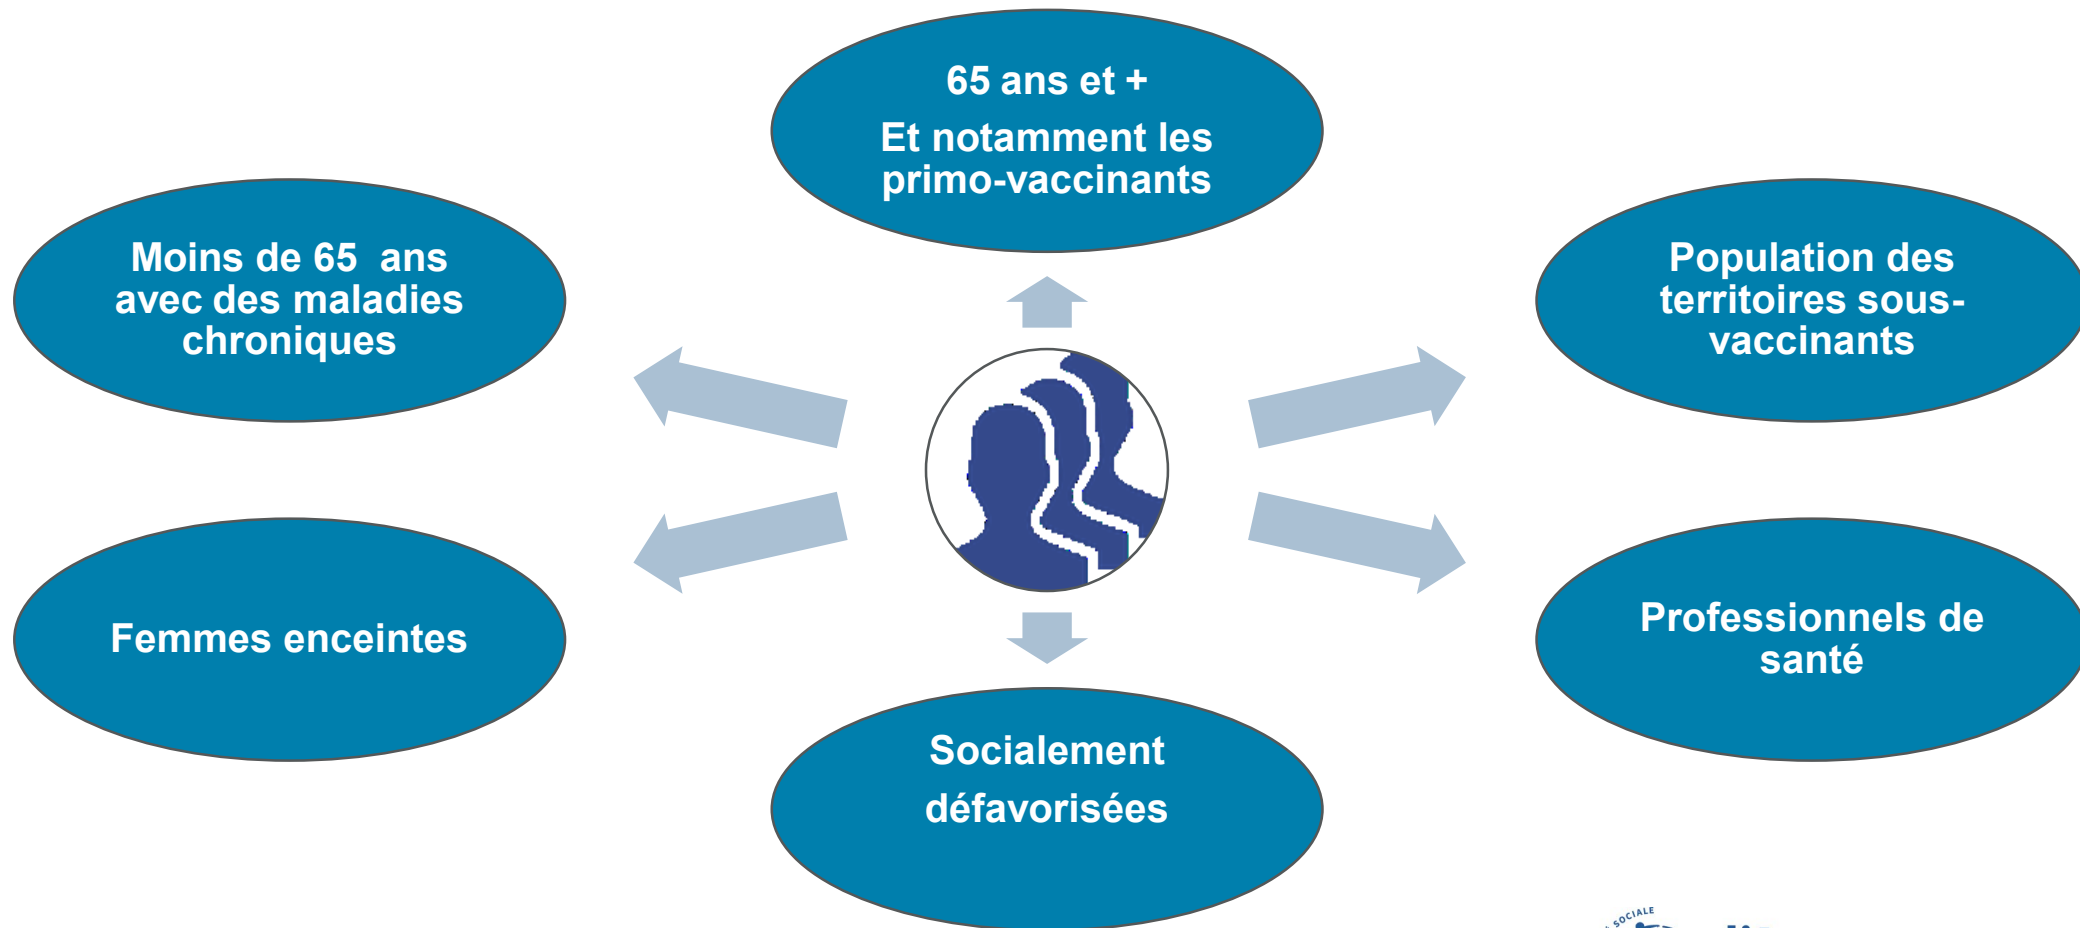 65 ans et +
Et notamment les
primo-vaccinants
Moins de 65  ans
avec des maladies
chroniques
Population des
territoires sous-
vaccinants
Femmes enceintes
Professionnels de
santé
Socialement
défavorisées
SOCIALE